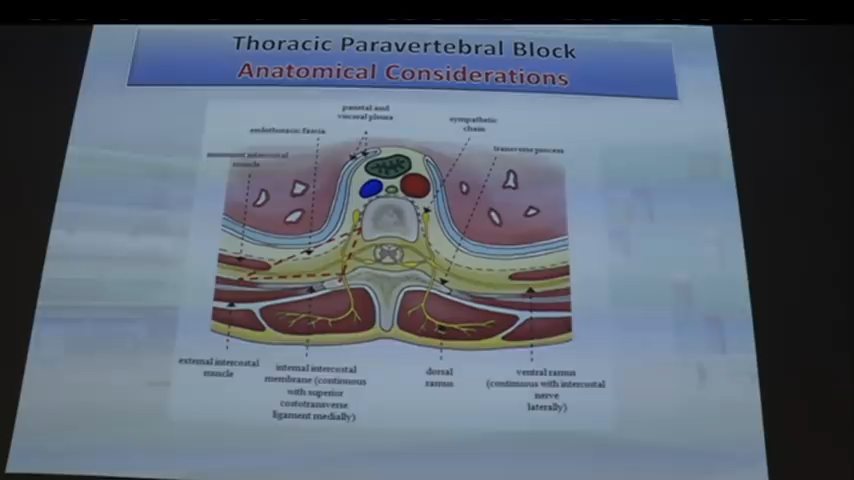 Thoracic Paravertebral Block
Anatomical Considerations
parietal and
visceral pleura
sympathetic
chain
endothoracic fascia
transverse process
innermost intercostal
muscle
external intercostal
muscle
internal intercostal
membrane (continuous
with superior
costotransverse
ligament medially)
dorsal
ramus
ventral ramus
(continuous with intercostal
nerve
laterally)